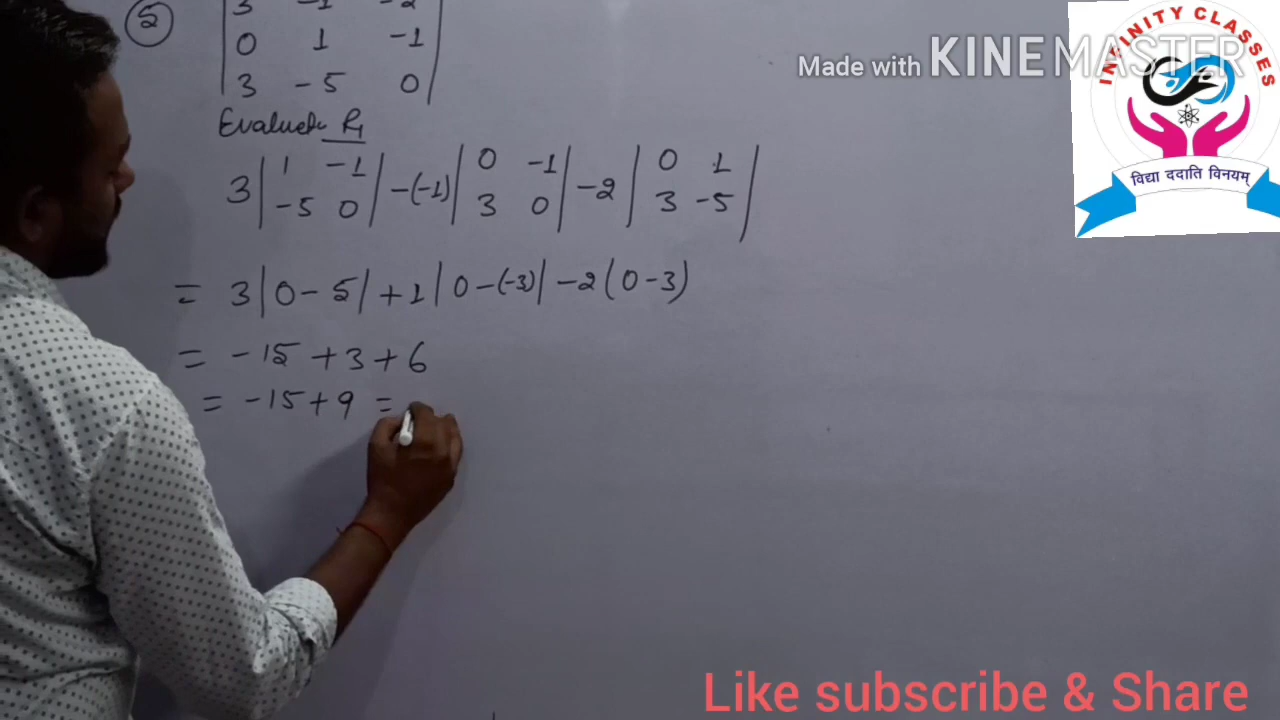 ② | 3 -1 -2 |
| 0 1 -1 |
| 3 -5 0 |
Evaluate R₁
3 | 1 -1 | -(-1) | 0 -1 | -2 | 0 1 |
| -5 0 | | 3 0 | | 3 -5 |
= 3 | 0 - 5 | + 1 | 0 - (-3) | - 2 ( 0 - 3 )
= -15 + 3 + 6
= -15 + 9 =
Made with KINEMASTER
INFINITY CLASSES
विद्या ददाति विनयम्
Like subscribe & Share